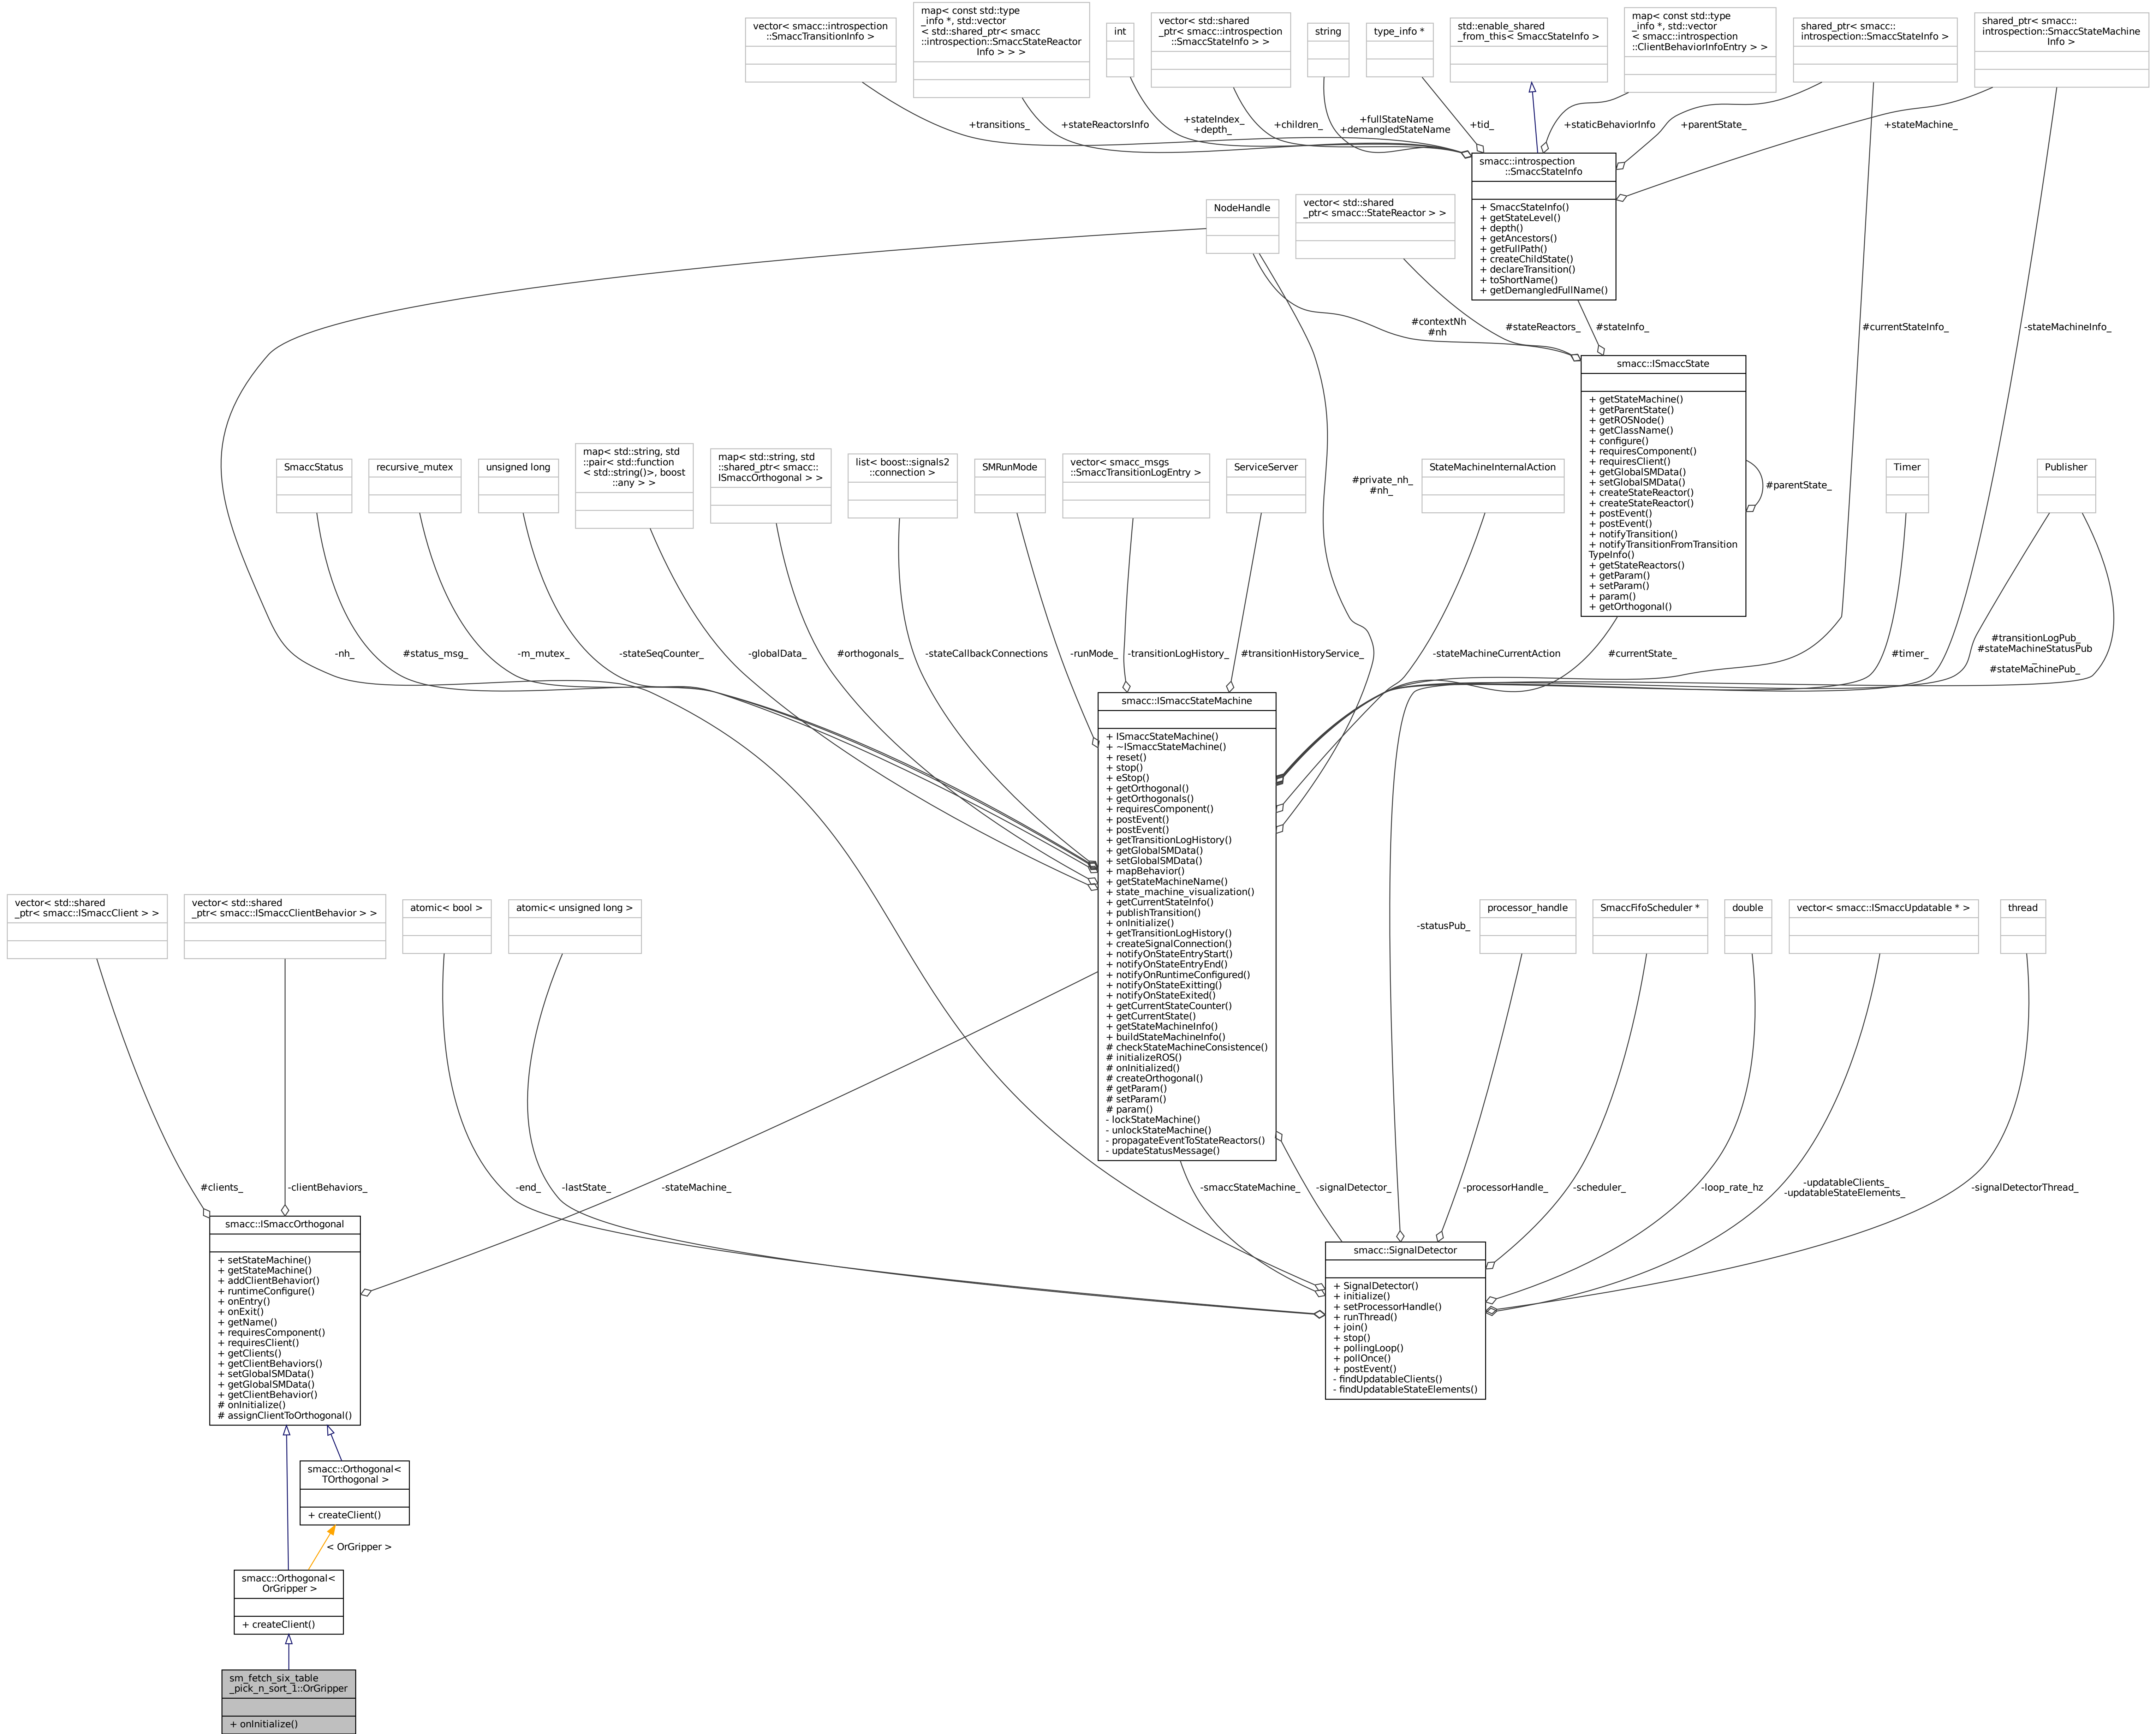 vector< smacc::introspection
::SmaccTransitionInfo >
map< const std::type
_info *, std::vector
< std::shared_ptr< smacc
::introspection::SmaccStateReactor
Info > > >
int
vector< std::shared
_ptr< smacc::introspection
::SmaccStateInfo > >
string
type_info *
std::enable_shared
_from_this< SmaccStateInfo >
map< const std::type
_info *, std::vector
< smacc::introspection
::ClientBehaviorInfoEntry > >
shared_ptr< smacc::
introspection::SmaccStateInfo >
shared_ptr< smacc::
introspection::SmaccStateMachine
Info >
+transitions_
+stateReactorsInfo
+stateIndex_
+depth_
+children_
+fullStateName
+demangledStateName
+tid_
+staticBehaviorInfo
+parentState_
+stateMachine_
smacc::introspection
::SmaccStateInfo
+ SmaccStateInfo()
+ getStateLevel()
+ depth()
+ getAncestors()
+ getFullPath()
+ createChildState()
+ declareTransition()
+ toShortName()
+ getDemangledFullName()
NodeHandle
vector< std::shared
_ptr< smacc::StateReactor > >
#contextNh
#nh
#stateReactors_
#stateInfo_
#currentStateInfo_
-stateMachineInfo_
smacc::ISmaccState
+ getStateMachine()
+ getParentState()
+ getROSNode()
+ getClassName()
+ configure()
+ requiresComponent()
+ requiresClient()
+ getGlobalSMData()
+ setGlobalSMData()
+ createStateReactor()
+ createStateReactor()
+ postEvent()
+ postEvent()
+ notifyTransition()
+ notifyTransitionFromTransition
TypeInfo()
+ getStateReactors()
+ getParam()
+ setParam()
+ param()
+ getOrthogonal()
#parentState_
SmaccStatus
recursive_mutex
unsigned long
map< std::string, std
::pair< std::function
< std::string()>, boost
::any > >
map< std::string, std
::shared_ptr< smacc::
ISmaccOrthogonal > >
list< boost::signals2
::connection >
SMRunMode
vector< smacc_msgs
::SmaccTransitionLogEntry >
ServiceServer
#private_nh_
#nh_
StateMachineInternalAction
Timer
Publisher
-nh_
#status_msg_
-m_mutex_
-stateSeqCounter_
-globalData_
#orthogonals_
-stateCallbackConnections
-runMode_
-transitionLogHistory_
#transitionHistoryService_
-stateMachineCurrentAction
#currentState_
#timer_
#transitionLogPub_
#stateMachineStatusPub
_
#stateMachinePub_
smacc::ISmaccStateMachine
+ ISmaccStateMachine()
+ ~ISmaccStateMachine()
+ reset()
+ stop()
+ eStop()
+ getOrthogonal()
+ getOrthogonals()
+ requiresComponent()
+ postEvent()
+ postEvent()
+ getTransitionLogHistory()
+ getGlobalSMData()
+ setGlobalSMData()
+ mapBehavior()
+ getStateMachineName()
+ state_machine_visualization()
+ getCurrentStateInfo()
+ publishTransition()
+ onInitialize()
+ getTransitionLogHistory()
+ createSignalConnection()
+ notifyOnStateEntryStart()
+ notifyOnStateEntryEnd()
+ notifyOnRuntimeConfigured()
+ notifyOnStateExitting()
+ notifyOnStateExited()
+ getCurrentStateCounter()
+ getCurrentState()
+ getStateMachineInfo()
+ buildStateMachineInfo()
# checkStateMachineConsistence()
# initializeROS()
# onInitialized()
# createOrthogonal()
# getParam()
# setParam()
# param()
- lockStateMachine()
- unlockStateMachine()
- propagateEventToStateReactors()
- updateStatusMessage()
vector< std::shared
_ptr< smacc::ISmaccClient > >
vector< std::shared
_ptr< smacc::ISmaccClientBehavior > >
atomic< bool >
atomic< unsigned long >
-statusPub_
processor_handle
SmaccFifoScheduler *
double
vector< smacc::ISmaccUpdatable * >
thread
#clients_
-clientBehaviors_
-end_
-lastState_
-stateMachine_
-smaccStateMachine_
-signalDetector_
-processorHandle_
-scheduler_
-loop_rate_hz
-updatableClients_
-updatableStateElements_
-signalDetectorThread_
smacc::ISmaccOrthogonal
+ setStateMachine()
+ getStateMachine()
+ addClientBehavior()
+ runtimeConfigure()
+ onEntry()
+ onExit()
+ getName()
+ requiresComponent()
+ requiresClient()
+ getClients()
+ getClientBehaviors()
+ setGlobalSMData()
+ getGlobalSMData()
+ getClientBehavior()
# onInitialize()
# assignClientToOrthogonal()
smacc::SignalDetector
+ SignalDetector()
+ initialize()
+ setProcessorHandle()
+ runThread()
+ join()
+ stop()
+ pollingLoop()
+ pollOnce()
+ postEvent()
- findUpdatableClients()
- findUpdatableStateElements()
smacc::Orthogonal<
TOrthogonal >
+ createClient()
< OrGripper >
smacc::Orthogonal<
OrGripper >
+ createClient()
sm_fetch_six_table
_pick_n_sort_1::OrGripper
+ onInitialize()